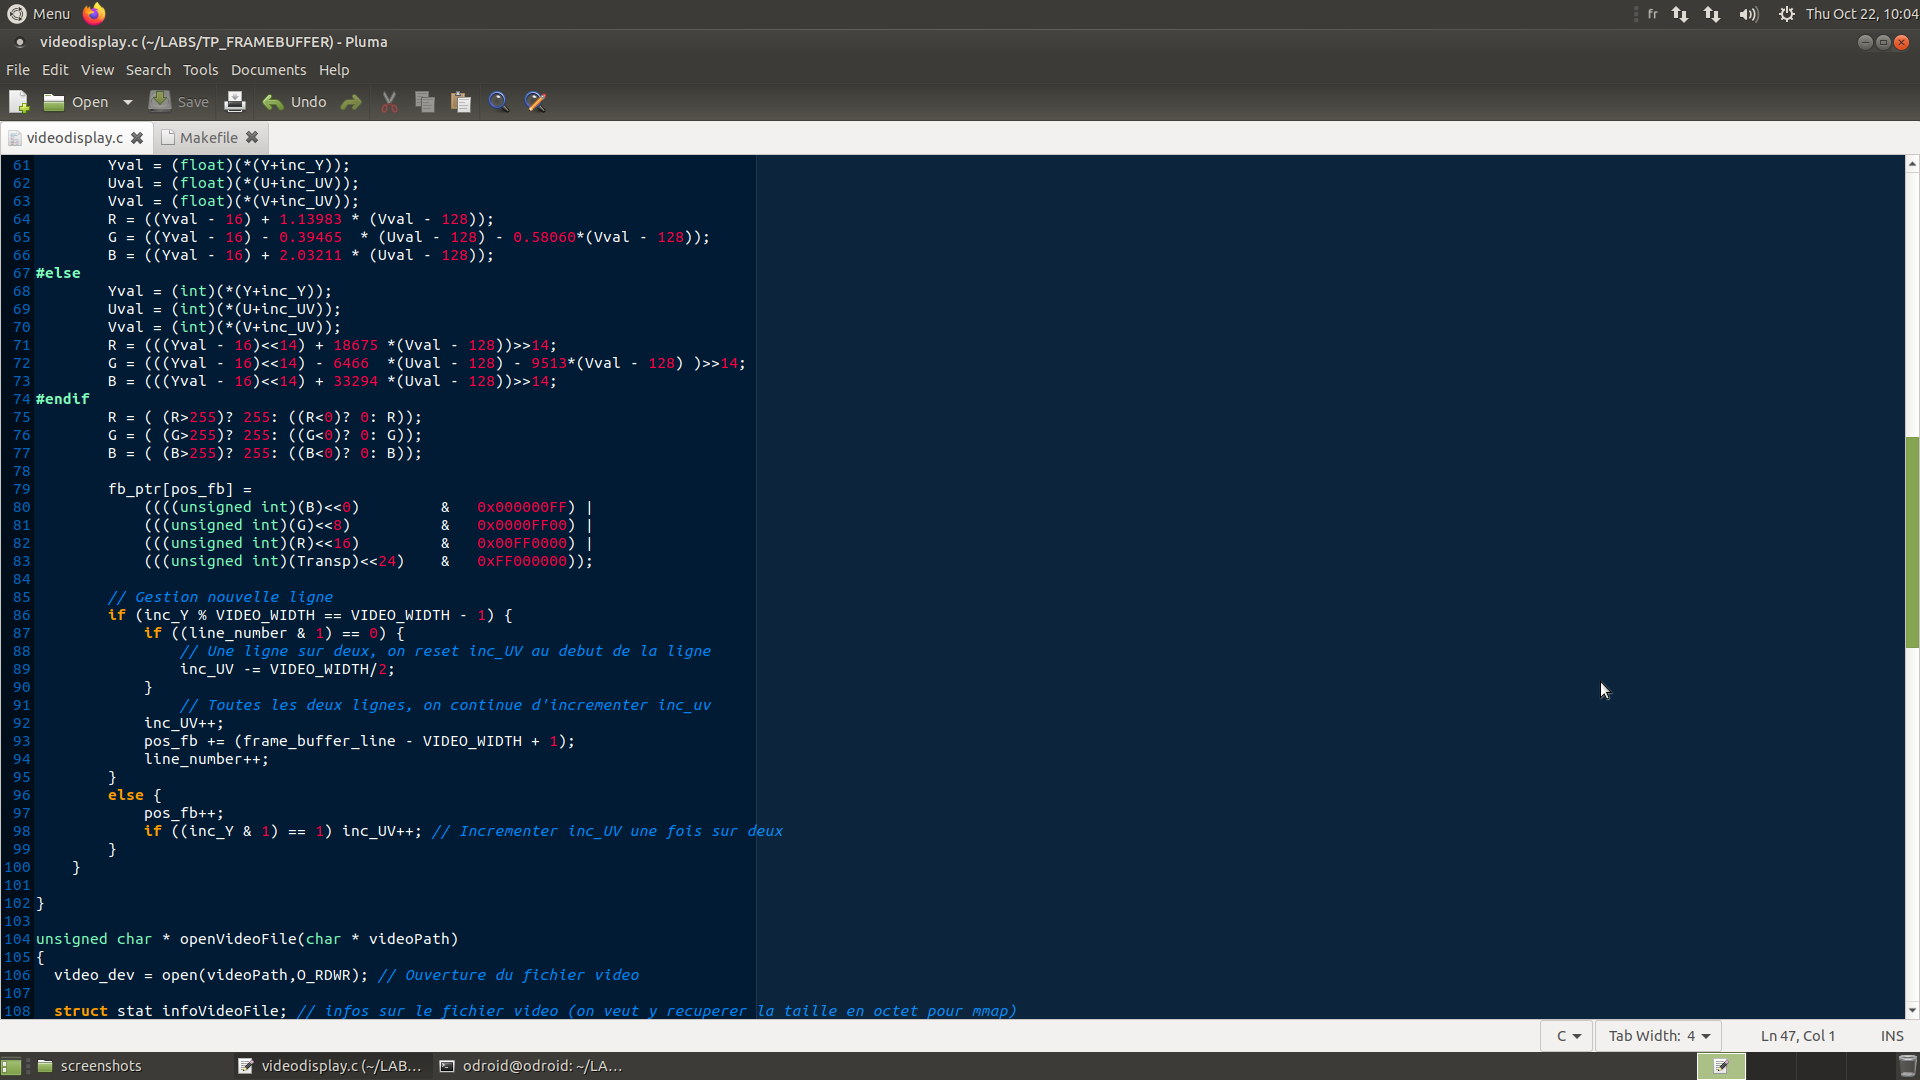 Menu fr Thu Oct 22, 10:04
videodisplay.c (~/LABS/TP_FRAMEBUFFER) - Pluma
File Edit View Search Tools Documents Help
Open Save Undo
videodisplay.c Makefile
61 Yval = (float)(*(Y+inc_Y));
62 Uval = (float)(*(U+inc_UV));
63 Vval = (float)(*(V+inc_UV));
64 R = ((Yval - 16) + 1.13983 * (Vval - 128));
65 G = ((Yval - 16) - 0.39465  * (Uval - 128) - 0.58060*(Vval - 128));
66 B = ((Yval - 16) + 2.03211 * (Uval - 128));
67 #else
68 Yval = (int)(*(Y+inc_Y));
69 Uval = (int)(*(U+inc_UV));
70 Vval = (int)(*(V+inc_UV));
71 R = (((Yval - 16)<<14) + 18675 *(Vval - 128))>>14;
72 G = (((Yval - 16)<<14) - 6466  *(Uval - 128) - 9513*(Vval - 128) )>>14;
73 B = (((Yval - 16)<<14) + 33294 *(Uval - 128))>>14;
74 #endif
75 R = ( (R>255)? 255: ((R<0)? 0: R));
76 G = ( (G>255)? 255: ((G<0)? 0: G));
77 B = ( (B>255)? 255: ((B<0)? 0: B));
78
79 fb_ptr[pos_fb] =
80 ((((unsigned int)(B)<<0) & 0x000000FF) |
81 (((unsigned int)(G)<<8) & 0x0000FF00) |
82 (((unsigned int)(R)<<16) & 0x00FF0000) |
83 (((unsigned int)(Transp)<<24) & 0xFF000000));
84
85 // Gestion nouvelle ligne
86 if (inc_Y % VIDEO_WIDTH == VIDEO_WIDTH - 1) {
87 if ((line_number & 1) == 0) {
88 // Une ligne sur deux, on reset inc_UV au debut de la ligne
89 inc_UV -= VIDEO_WIDTH/2;
90 }
91 // Toutes les deux lignes, on continue d'incrementer inc_uv
92 inc_UV++;
93 pos_fb += (frame_buffer_line - VIDEO_WIDTH + 1);
94 line_number++;
95 }
96 else {
97 pos_fb++;
98 if ((inc_Y & 1) == 1) inc_UV++; // Incrementer inc_UV une fois sur deux
99 }
100 }
101
102 }
103
104 unsigned char * openVideoFile(char * videoPath)
105 {
106 video_dev = open(videoPath,O_RDWR); // Ouverture du fichier video
107
108 struct stat infoVideoFile; // infos sur le fichier video (on veut y recuperer la taille en octet pour mmap)
C Tab Width: 4 Ln 47, Col 1 INS
screenshots videodisplay.c (~/LAB... odroid@odroid: ~/LA...